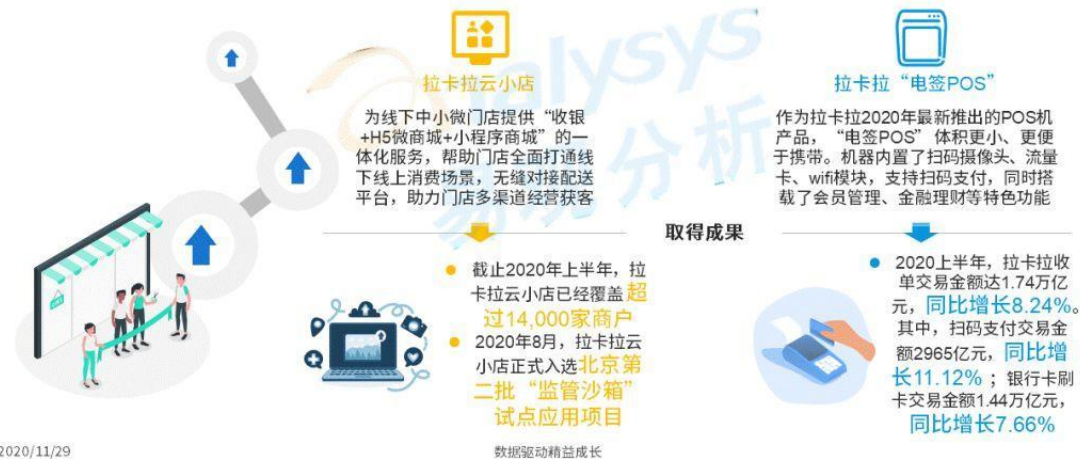 拉卡拉云小店
为线下中小微门店提供“收银
+H5微商城+小程序商城”的一
体化服务，帮助门店全面打通线
下线上消费场景，无缝对接配送
平台，助力门店多渠道经营获客
拉卡拉“电签POS”
作为拉卡拉2020年最新推出的POS机
产品，“电签POS” 体积更小、更便
于携带。机器内置了扫码摄像头、流量
卡、wifi模块，支持扫码支付，同时搭
载了会员管理、金融理财等特色功能
取得成果
截止2020年上半年，拉
卡拉云小店已经覆盖超
过14,000家商户
2020年8月，拉卡拉云
小店正式入选北京第
二批“监管沙箱”
试点应用项目
2020上半年，拉卡拉收
单交易金额达1.74万亿
元，同比增长8.24%。
其中，扫码支付交易金
额2965亿元，同比增
长11.12%；银行卡刷
卡交易金额1.44万亿元，
同比增长7.66%
2020/11/29
数据驱动精益成长
analysys
易观分析